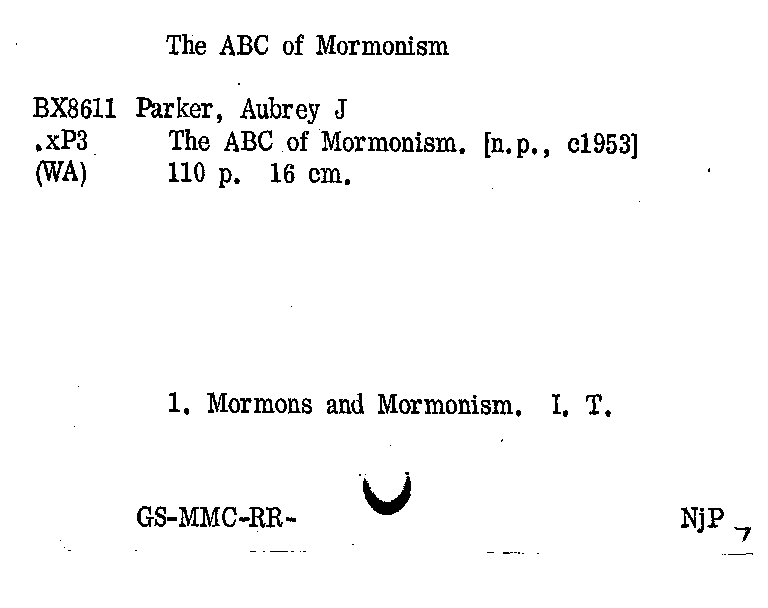 The ABC of Mormonism
BX8611 Parker, Aubrey J
.xP3 The ABC of Mormonism. [n.p., c1953]
(WA) 110 p. 16 cm.
1. Mormons and Mormonism. I. T.
GS-MMC-RR- NjP 7